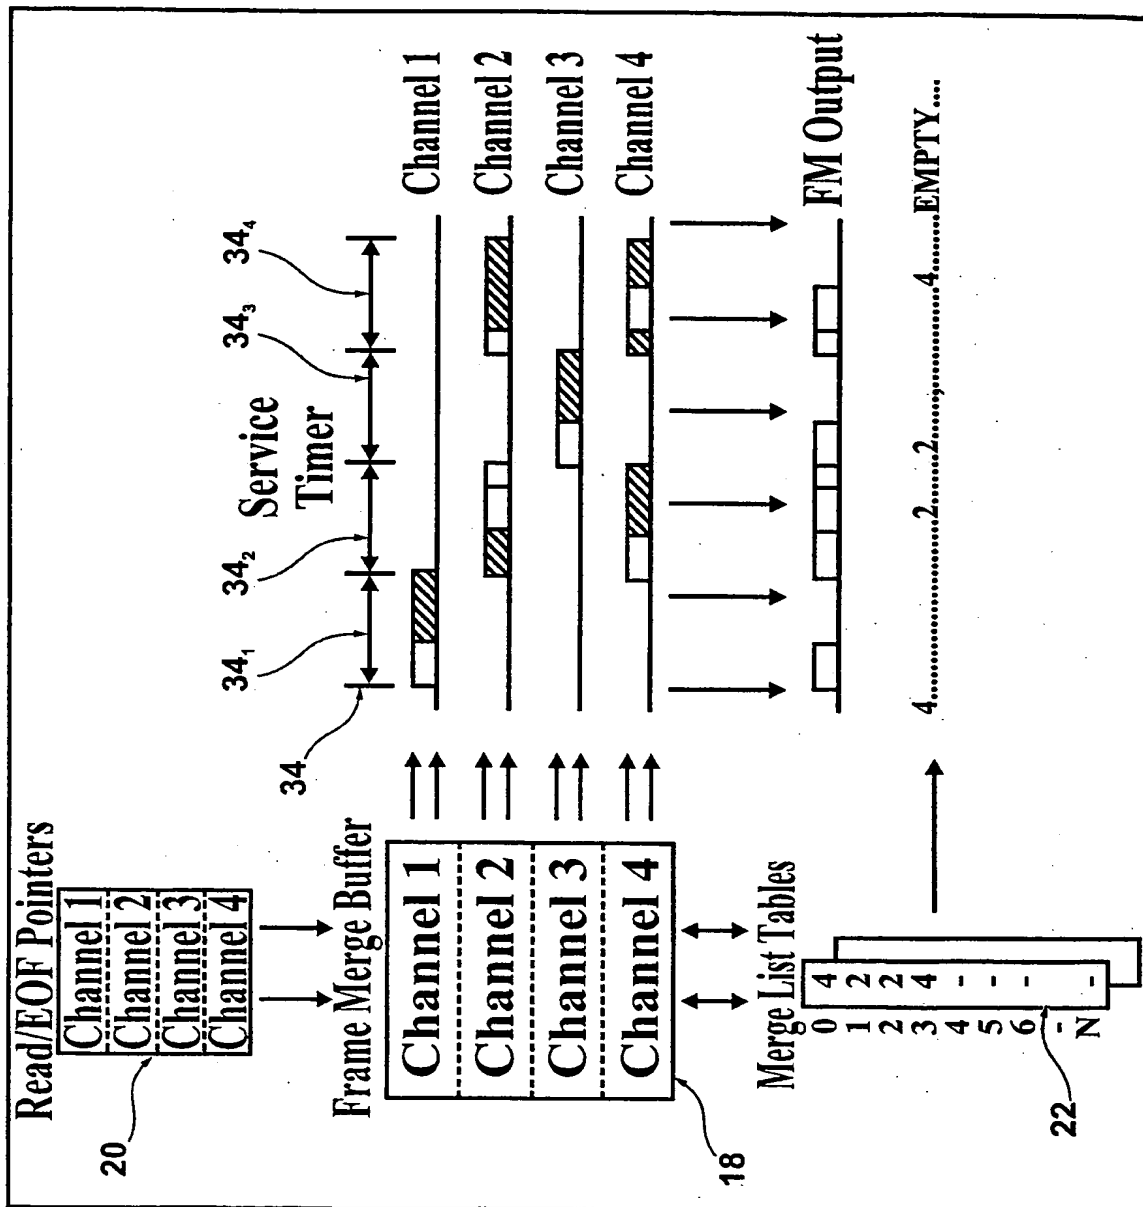 Read/EOF Pointers
Channel 1
Channel 2
Channel 3
Channel 4
20
Frame Merge Buffer
Channel 1
Channel 2
Channel 3
Channel 4
18
Merge List Tables
0 4
1 2
2 2
3 4
4 -
5 -
6 -
-
N -
22
34
34₁
34₂
34₃
34₄
Service
Timer
Channel 1
Channel 2
Channel 3
Channel 4
FM Output
4..............2......2...............4.....EMPTY....